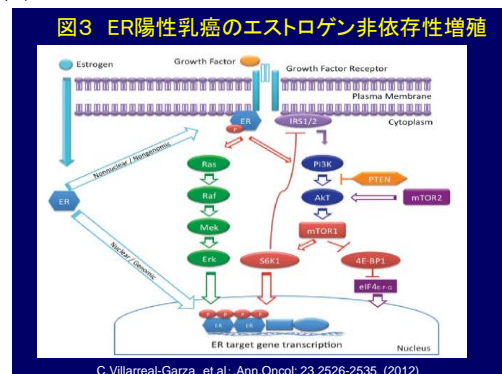 図3 ER陽性乳癌のエストロゲン非依存性増殖
Estrogen
Growth Factor
Growth Factor Receptor
Plasma Membrane
Cytoplasm
ER
P
IRS1/2
Nonnuclear / Nongenomic
Ras
PI3K
PTEN
Raf
ER
AkT
mTOR2
Mek
mTOR1
Nuclear / Genomic
Erk
S6K1
4E-BP1
eIF4E-F-G
P P P P
ER ER
ER target gene transcription
Nucleus
C.Villarreal-Garza, et.al; Ann.Oncol; 23,2526-2535, (2012)